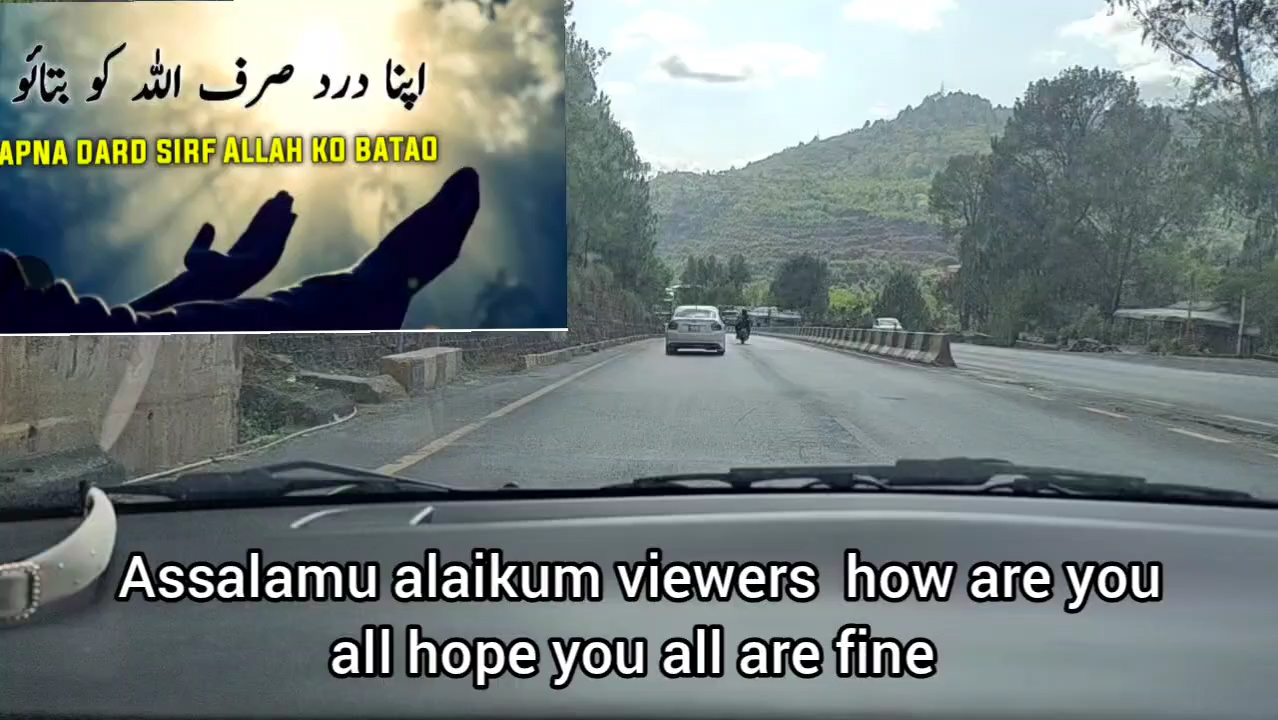 اپنا درد صرف اللہ کو بتائو
APNA DARD SIRF ALLAH KO BATAO
Assalamu alaikum viewers how are you
all hope you all are fine